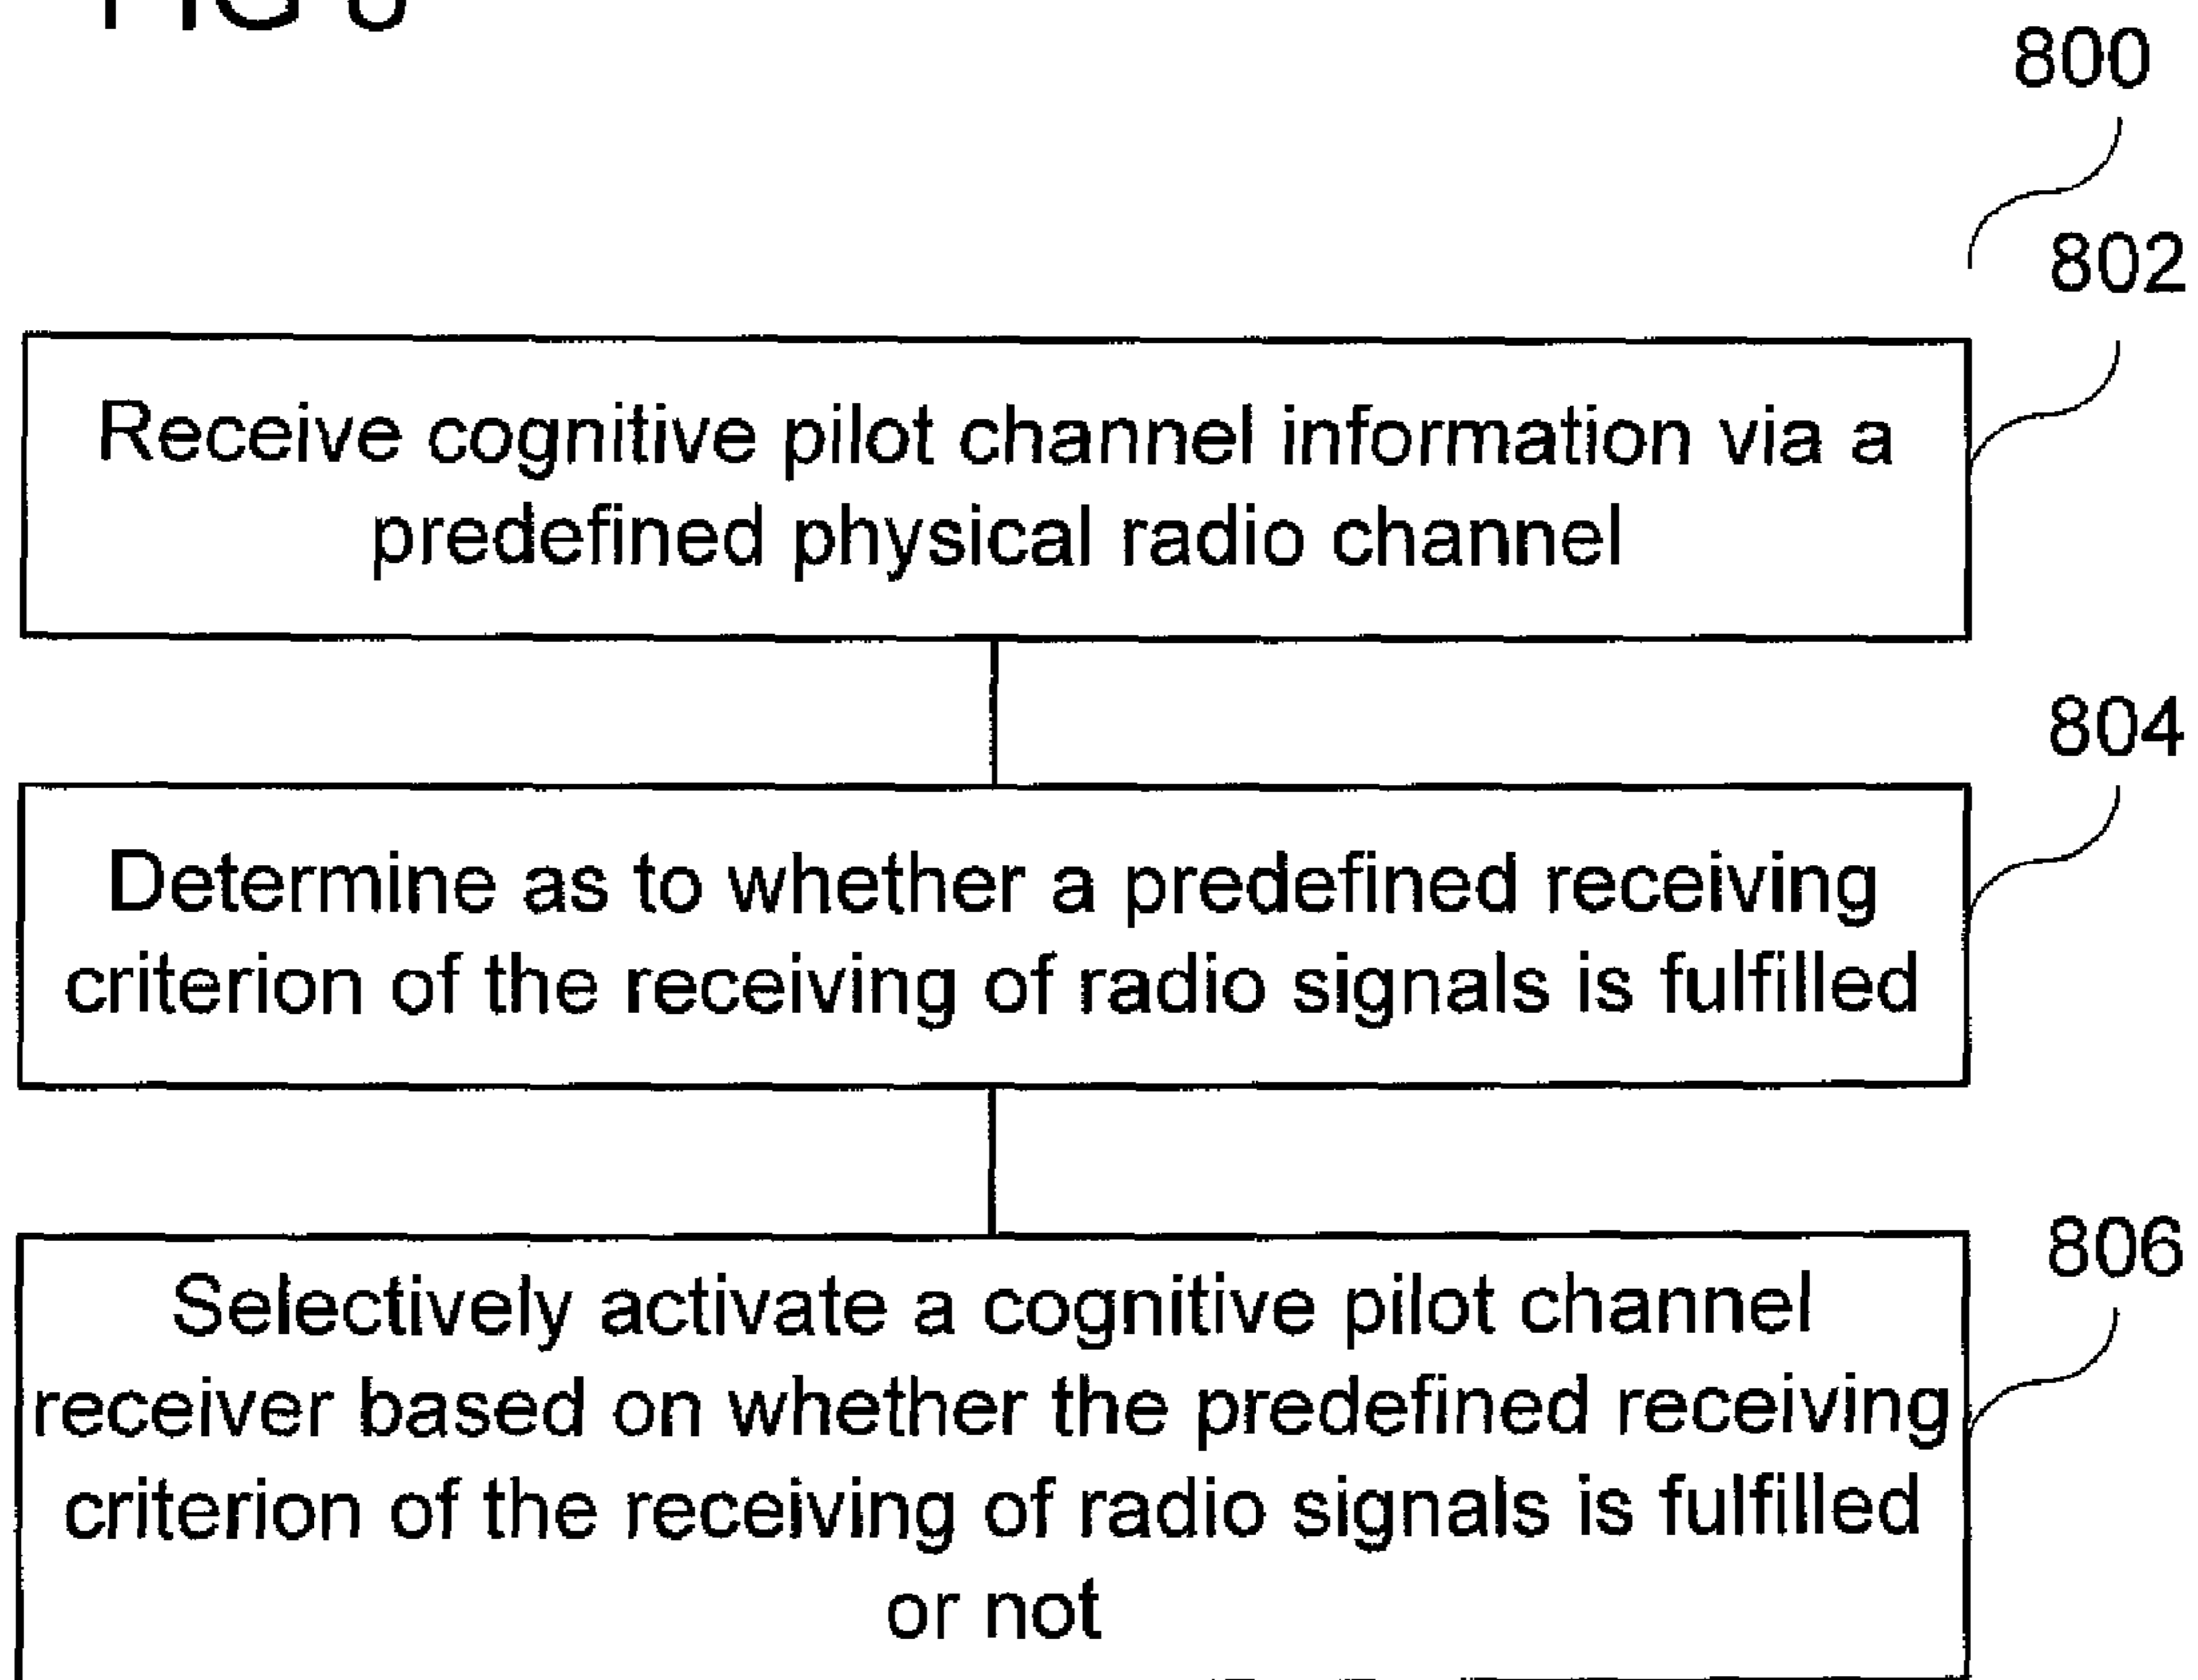 FIG
800
802
Receive cognitive pilot channel information via a
predefined physical radio channel
804
Determine as to whether a predefined receiving
criterion of the receiving of radio signals is fulfilled
806
Selectively activate a cognitive pilot channel
receiver based on whether the predefined receiving
criterion of the receiving of radio signals is fulfilled
or not